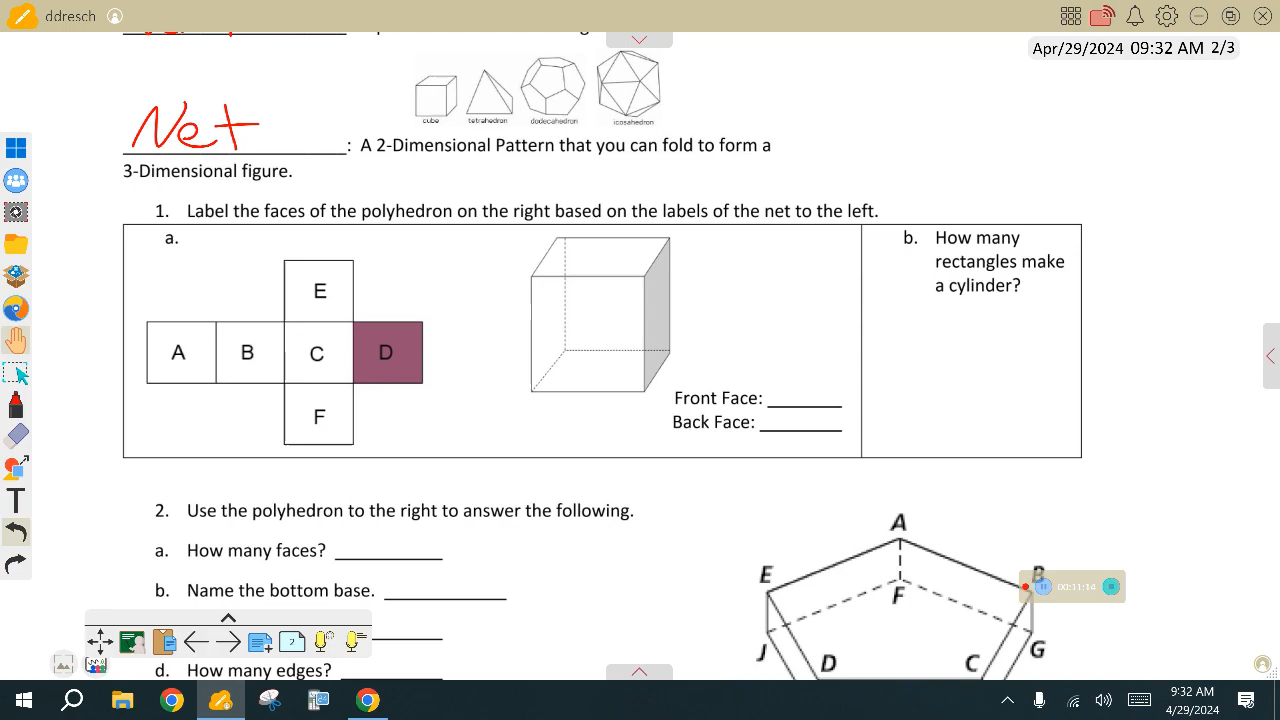 ddresch
Apr/29/2024 09:32 AM 2/3
cube tetrahedron dodecahedron icosahedron
Net : A 2-Dimensional Pattern that you can fold to form a
3-Dimensional figure.
1. Label the faces of the polyhedron on the right based on the labels of the net to the left.
a.
b. How many
rectangles make
a cylinder?
E
A B C D
F
Front Face: ________
Back Face: ________
2. Use the polyhedron to the right to answer the following.
a. How many faces? ________
b. Name the bottom base. ________
d. How many edges? ________
A
E B
F
J G
D C
00:11:14
2
9:32 AM
4/29/2024